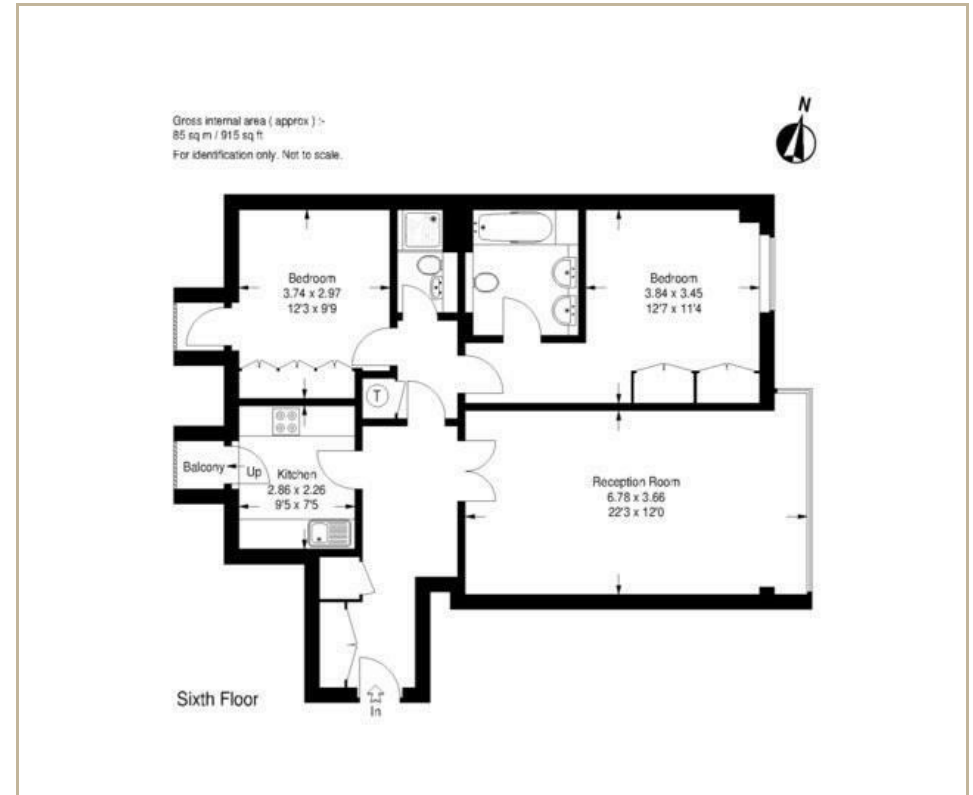 N
Gross internal area ( approx ) :-
85 sq m / 915 sq ft
For identification only. Not to scale.
Bedroom
3.74 x 2.97
12'3 x 9'9
Bedroom
3.84 x 3.45
12'7 x 11'4
T
Balcony
Up
Kitchen
2.86 x 2.26
9'5 x 7'5
Reception Room
6.78 x 3.66
22'3 x 12'0
Sixth Floor
In